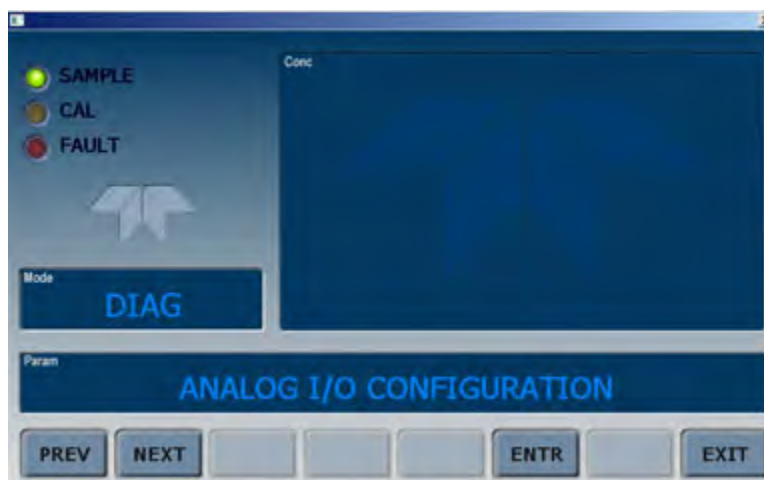 SAMPLE
CAL
FAULT
Conc
Mode
DIAG
Param
ANALOG I/O CONFIGURATION
PREV NEXT ENTR EXIT